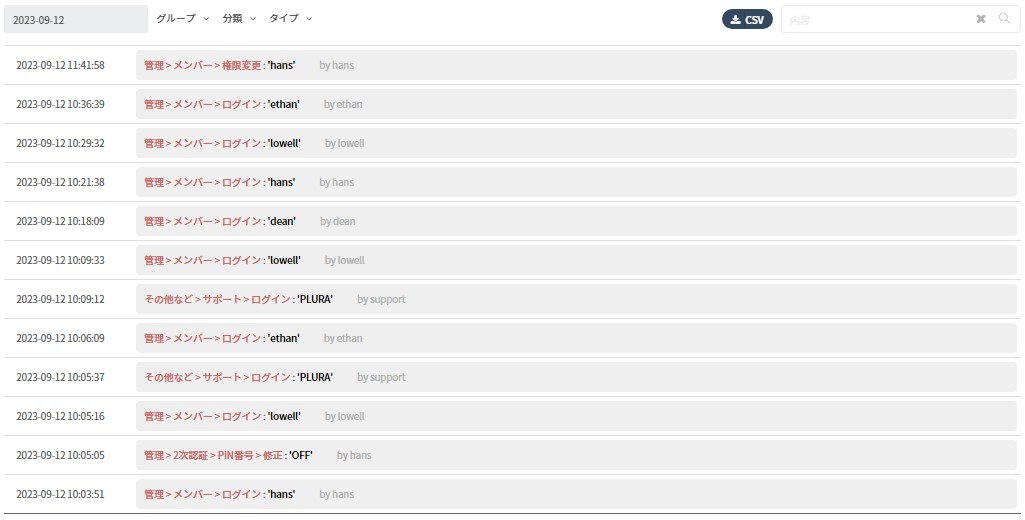 2023-09-12 グループ 分類 タイプ CSV 内容
2023-09-12 11:41:58 管理 > メンバー > 権限変更 : 'hans' by hans
2023-09-12 10:36:39 管理 > メンバー > ログイン : 'ethan' by ethan
2023-09-12 10:29:32 管理 > メンバー > ログイン : 'lowell' by lowell
2023-09-12 10:21:38 管理 > メンバー > ログイン : 'hans' by hans
2023-09-12 10:18:09 管理 > メンバー > ログイン : 'dean' by dean
2023-09-12 10:09:33 管理 > メンバー > ログイン : 'lowell' by lowell
2023-09-12 10:09:12 その他など > サポート > ログイン : 'PLURA' by support
2023-09-12 10:06:09 管理 > メンバー > ログイン : 'ethan' by ethan
2023-09-12 10:05:37 その他など > サポート > ログイン : 'PLURA' by support
2023-09-12 10:05:16 管理 > メンバー > ログイン : 'lowell' by lowell
2023-09-12 10:05:05 管理 > 2次認証 > PIN番号 > 修正 : 'OFF' by hans
2023-09-12 10:03:51 管理 > メンバー > ログイン : 'hans' by hans